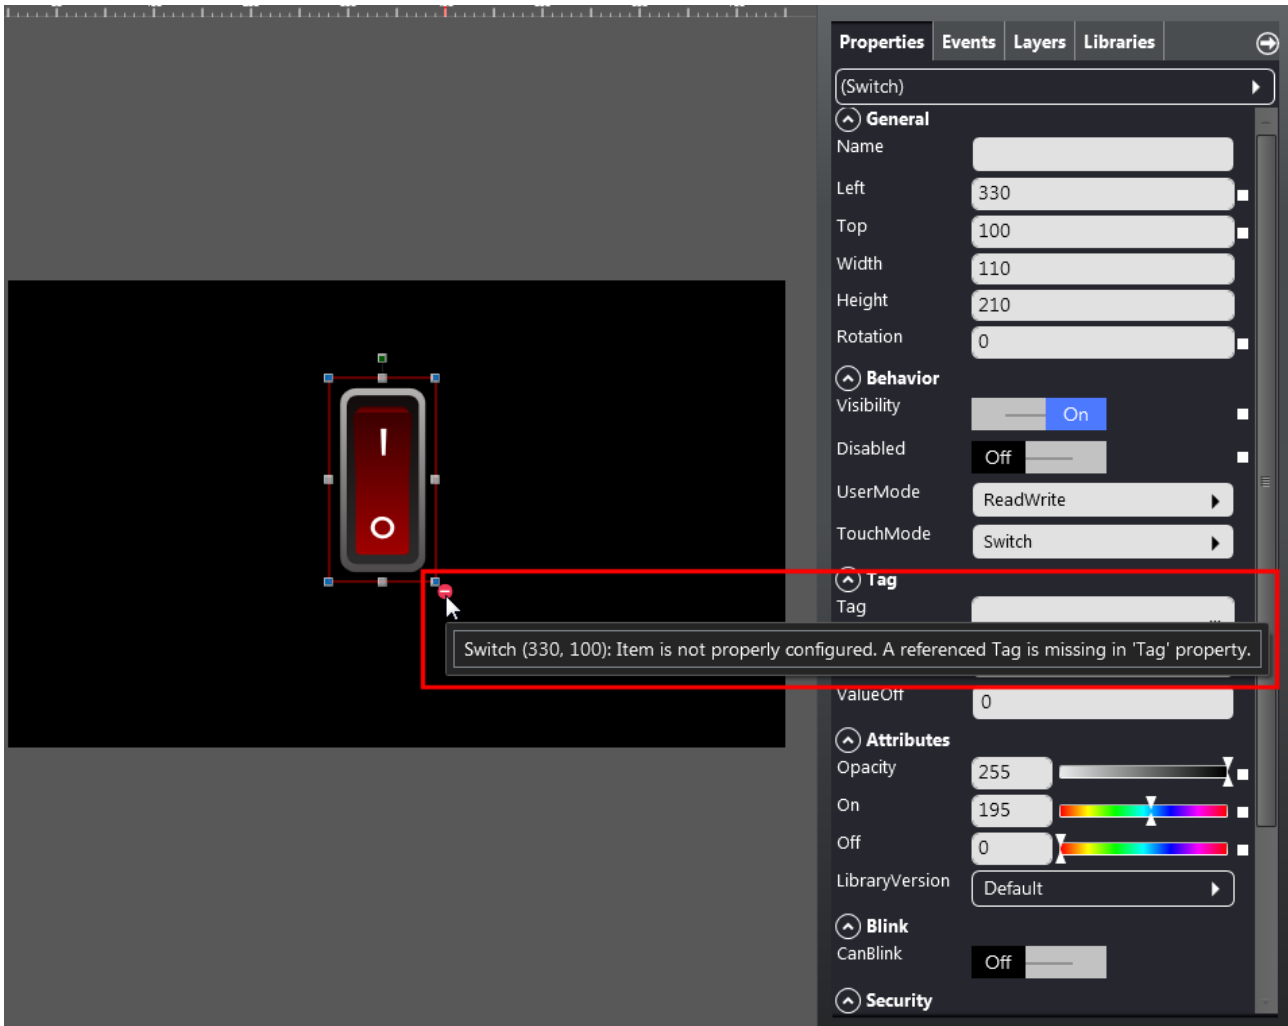 Properties Events Layers Libraries
(Switch)
General
Name
Left 330
Top 100
Width 110
Height 210
Rotation 0
Behavior
Visibility On
Disabled Off
UserMode ReadWrite
TouchMode Switch
I
O
Tag
Tag ...
Switch (330, 100): Item is not properly configured. A referenced Tag is missing in 'Tag' property.
ValueOff 0
Attributes
Opacity 255
On 195
Off 0
LibraryVersion Default
Blink
CanBlink Off
Security